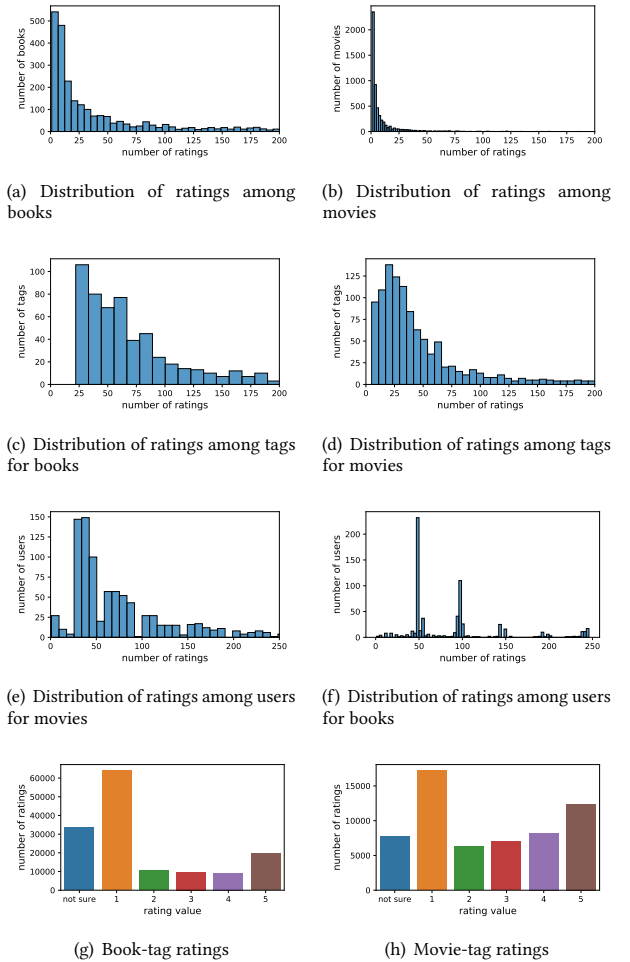 500
400
300
200
100
0
number of books
0 25 50 75 100 125 150 175 200
number of ratings
2000
1500
1000
500
0
number of movies
0 25 50 75 100 125 150 175 200
number of ratings
(a) Distribution of ratings among
books
(b) Distribution of ratings among
movies
100
80
60
40
20
0
number of tags
0 25 50 75 100 125 150 175 200
number of ratings
125
100
75
50
25
0
number of tags
0 25 50 75 100 125 150 175 200
number of ratings
(c) Distribution of ratings among tags
for books
(d) Distribution of ratings among tags
for movies
150
125
100
75
50
25
0
number of users
0 50 100 150 200 250
number of ratings
200
150
100
50
0
number of users
0 50 100 150 200 250
number of ratings
(e) Distribution of ratings among users
for movies
(f) Distribution of ratings among users
for books
60000
50000
40000
30000
20000
10000
0
number of ratings
not sure 1 2 3 4 5
rating value
15000
10000
5000
0
number of ratings
not sure 1 2 3 4 5
rating value
(g) Book-tag ratings
(h) Movie-tag ratings